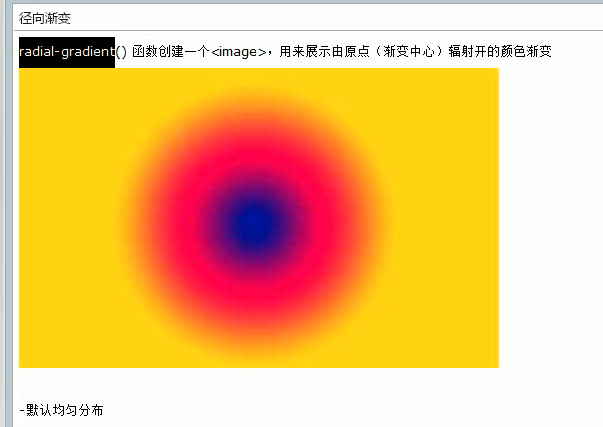 径向渐变
radial-gradient() 函数创建一个<image>，用来展示由原点（渐变中心）辐射开的颜色渐变
-默认均匀分布